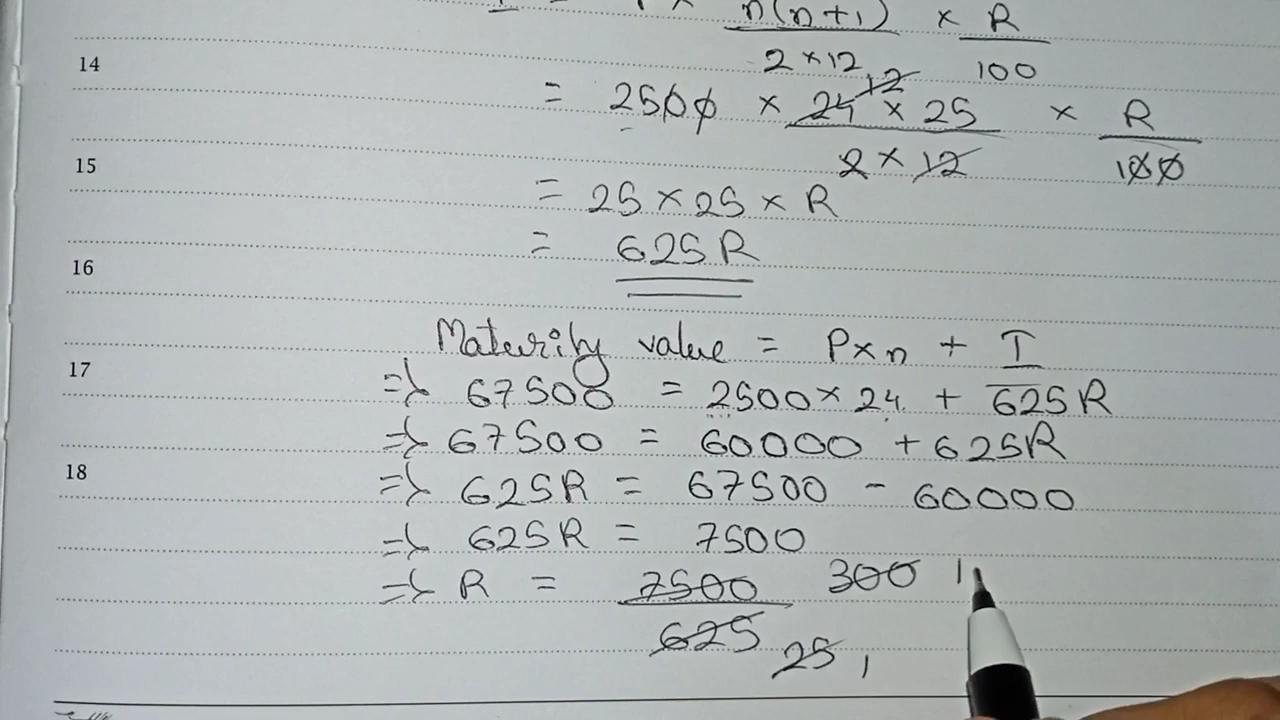 n(n+1) × R
14
2×12 100
= 2500 × 24 12 × 25 × R
2 × 12 100
15
= 25 × 25 × R
= 625R
16
Maturity value = P×n + I
17
=> 67500 = 2500 × 24 + 625R
=> 67500 = 60000 + 625R
18
=> 625R = 67500 - 60000
=> 625R = 7500
=> R = 7500 300 1
625 25 1